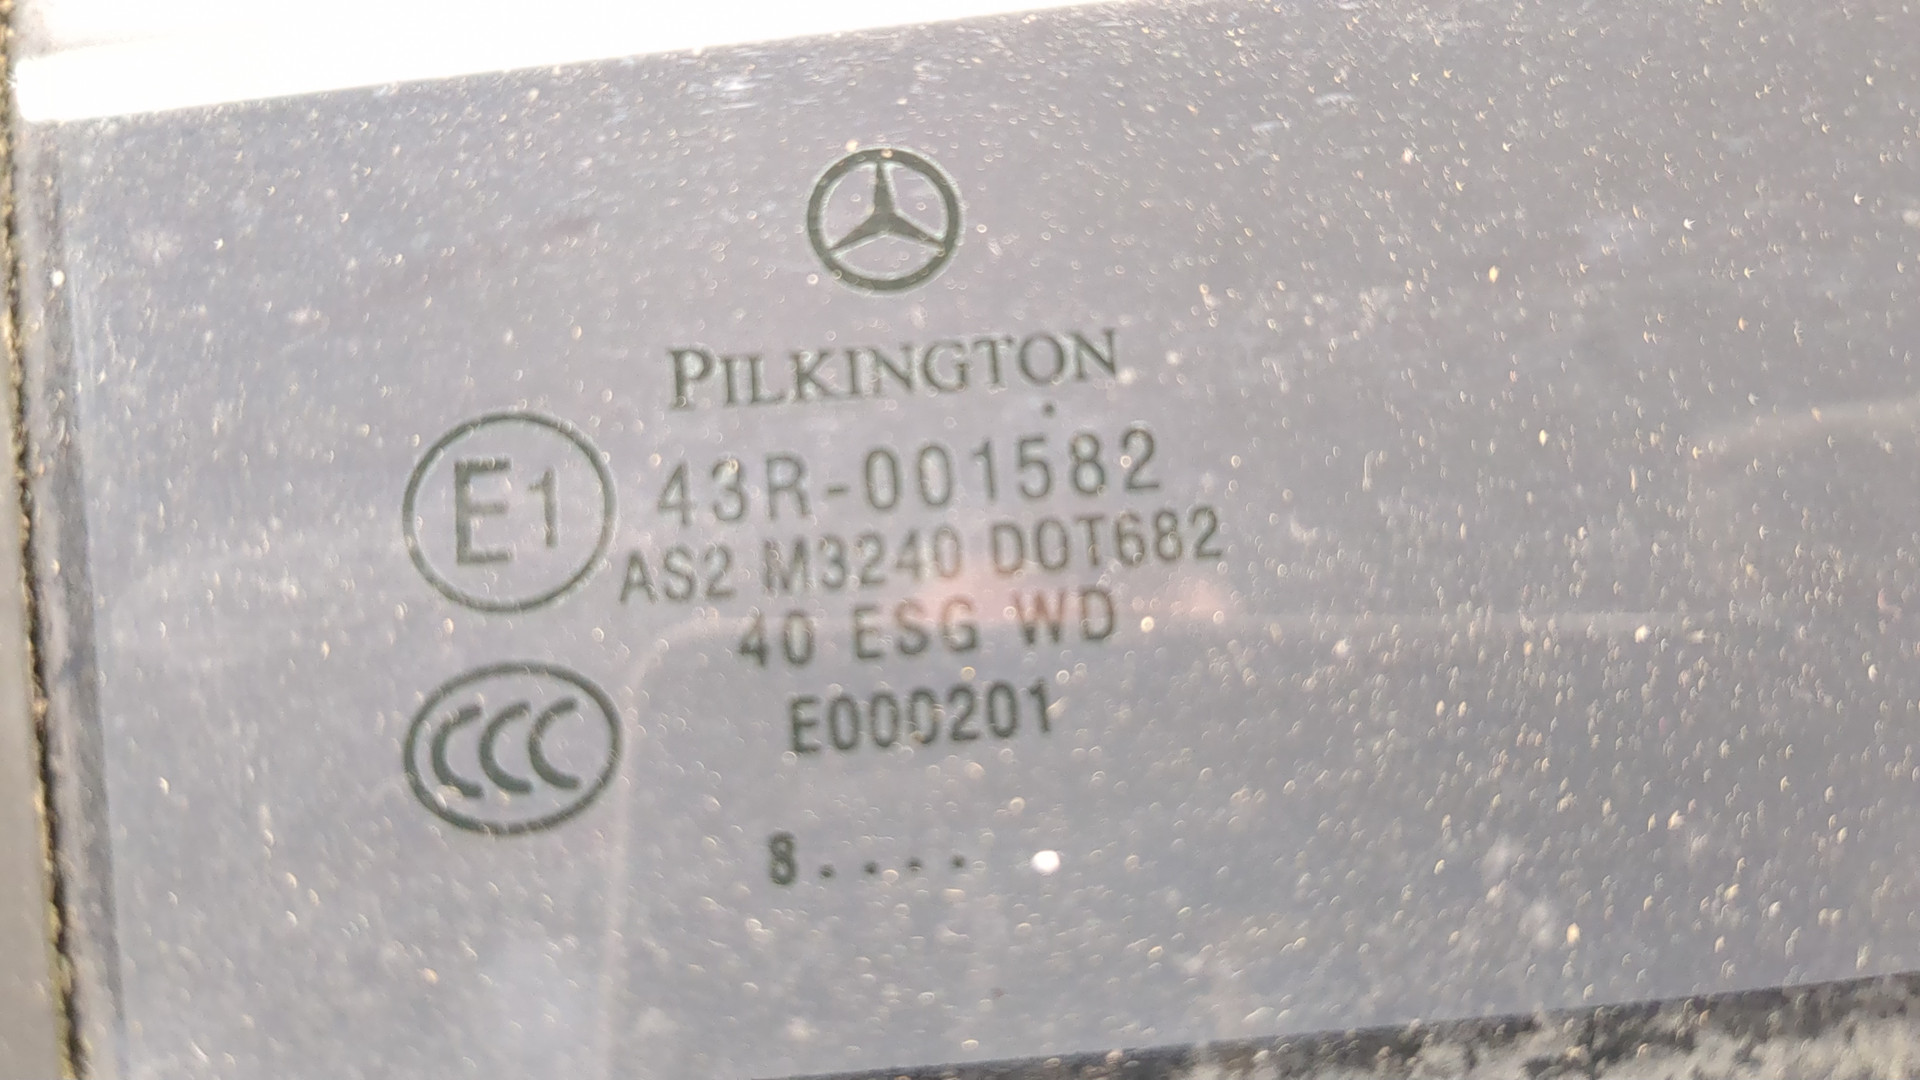 PILKINGTON
E1 43R-001582
AS2 M3240 DOT682
40 ESG WD
CCC E000201
8....